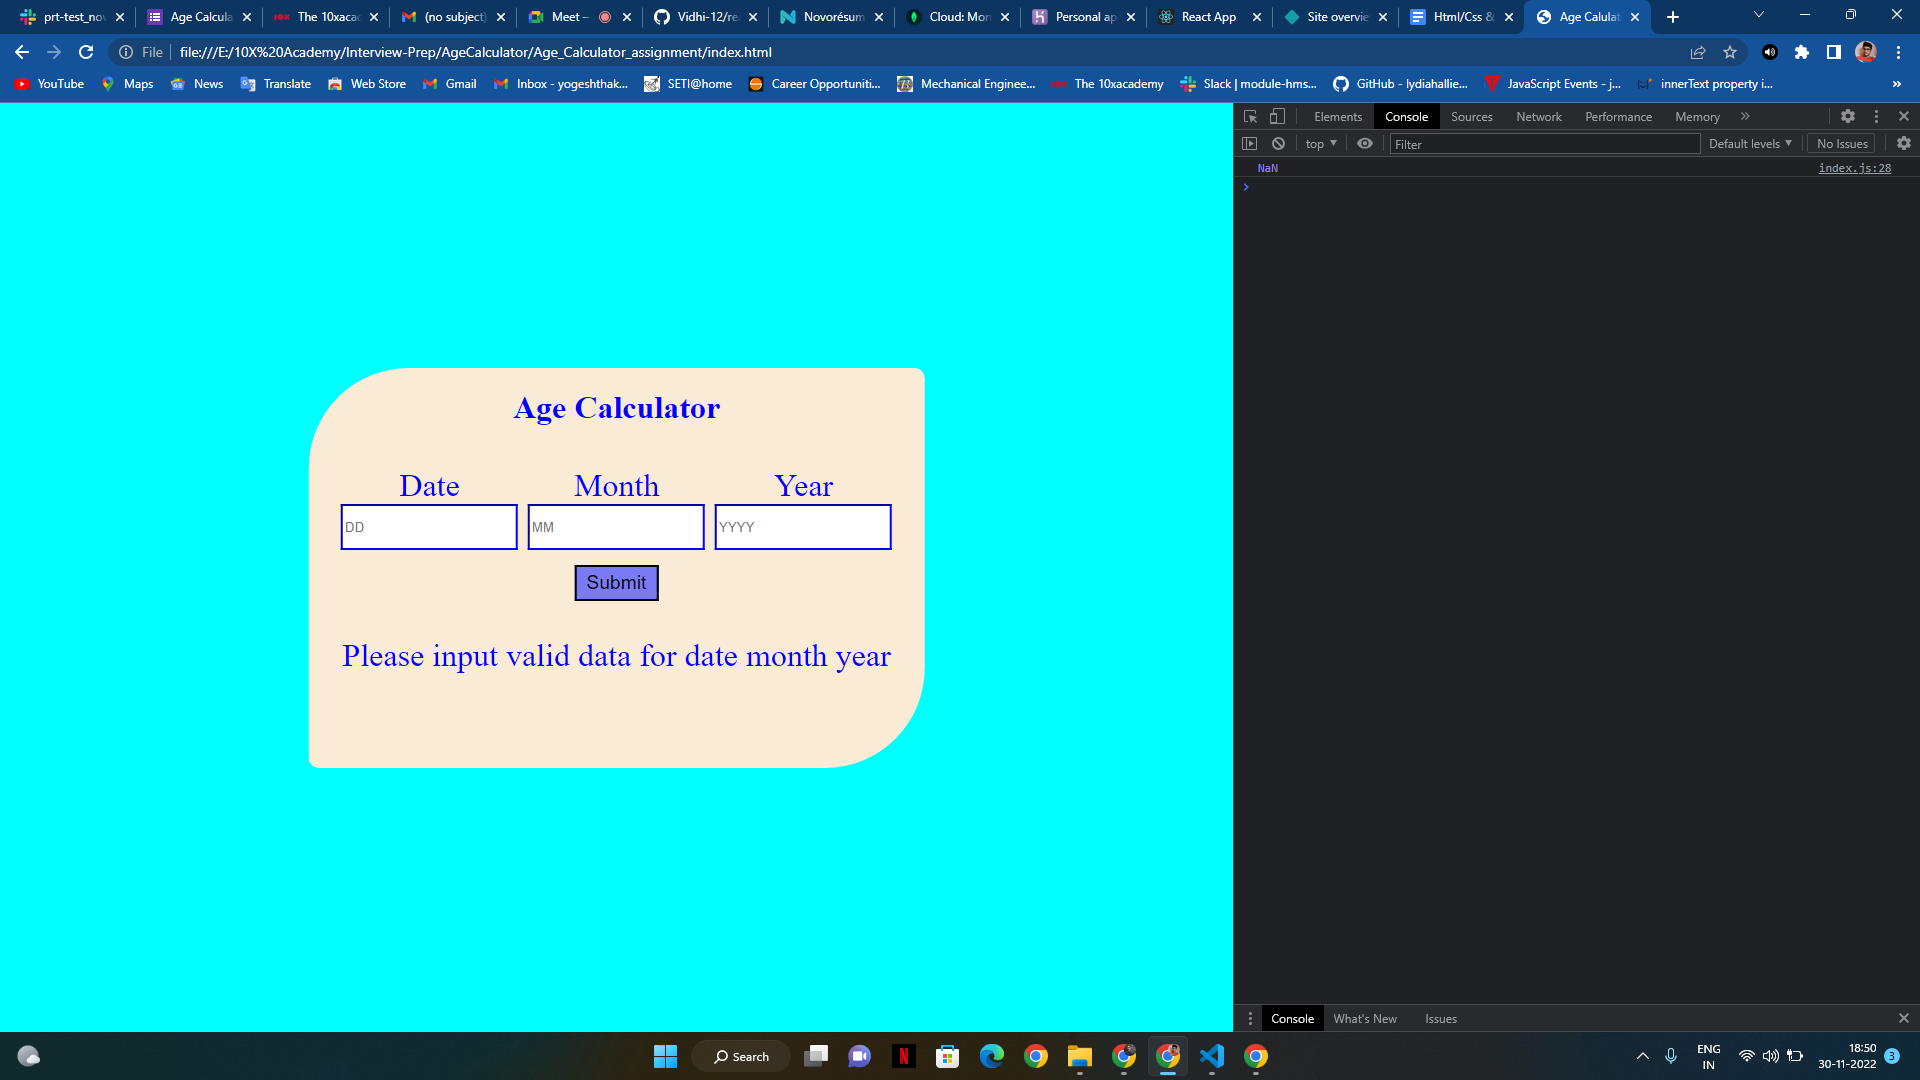 prt-test_nov
Age Calcula
The 10xacac
(no subject)
Meet –
Vidhi-12/re
Novorésum
Cloud: Mon
Personal ap
React App
Site overvie
Html/Css &
Age Calulat
File
file:///E:/10X%20Academy/Interview-Prep/AgeCalculator/Age_Calculator_assignment/index.html
YouTube
Maps
News
Translate
Web Store
Gmail
Inbox - yogeshthak...
SETI@home
Career Opportuniti...
Mechanical Enginee...
The 10xacademy
Slack | module-hms...
GitHub - lydiahallie...
JavaScript Events - j...
innerText property i...
»
Elements
Console
Sources
Network
Performance
Memory
»
top
Filter
Default levels
No Issues
NaN
index.js:28
Age Calculator
Date
Month
Year
DD
MM
YYYY
Submit
Please input valid data for date month year
Console
What's New
Issues
Search
ENG
IN
18:50
30-11-2022
3